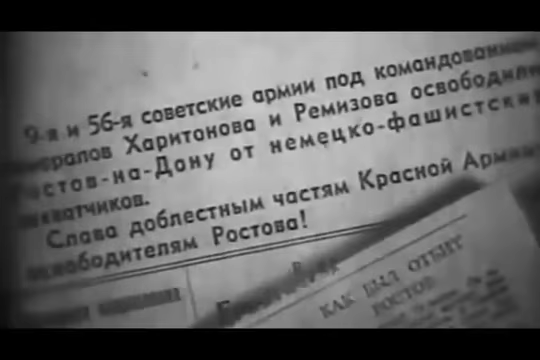 9-я и 56-я советские армии под командованием
генералов Харитонова и Ремизова освободили
Ростов-на-Дону от немецко-фашистских
захватчиков.
Слава доблестным частям Красной Армии
освободителям Ростова!
КАК БЫЛ ОТБИТ
РОСТОВ